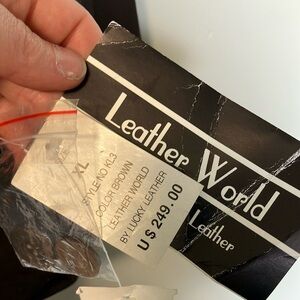 Leather World
Leather
XL
STYLE NO KL3
COLOR BROWN
LEATHER WORLD
BY LUCKY LEATHER
U $ 249.00